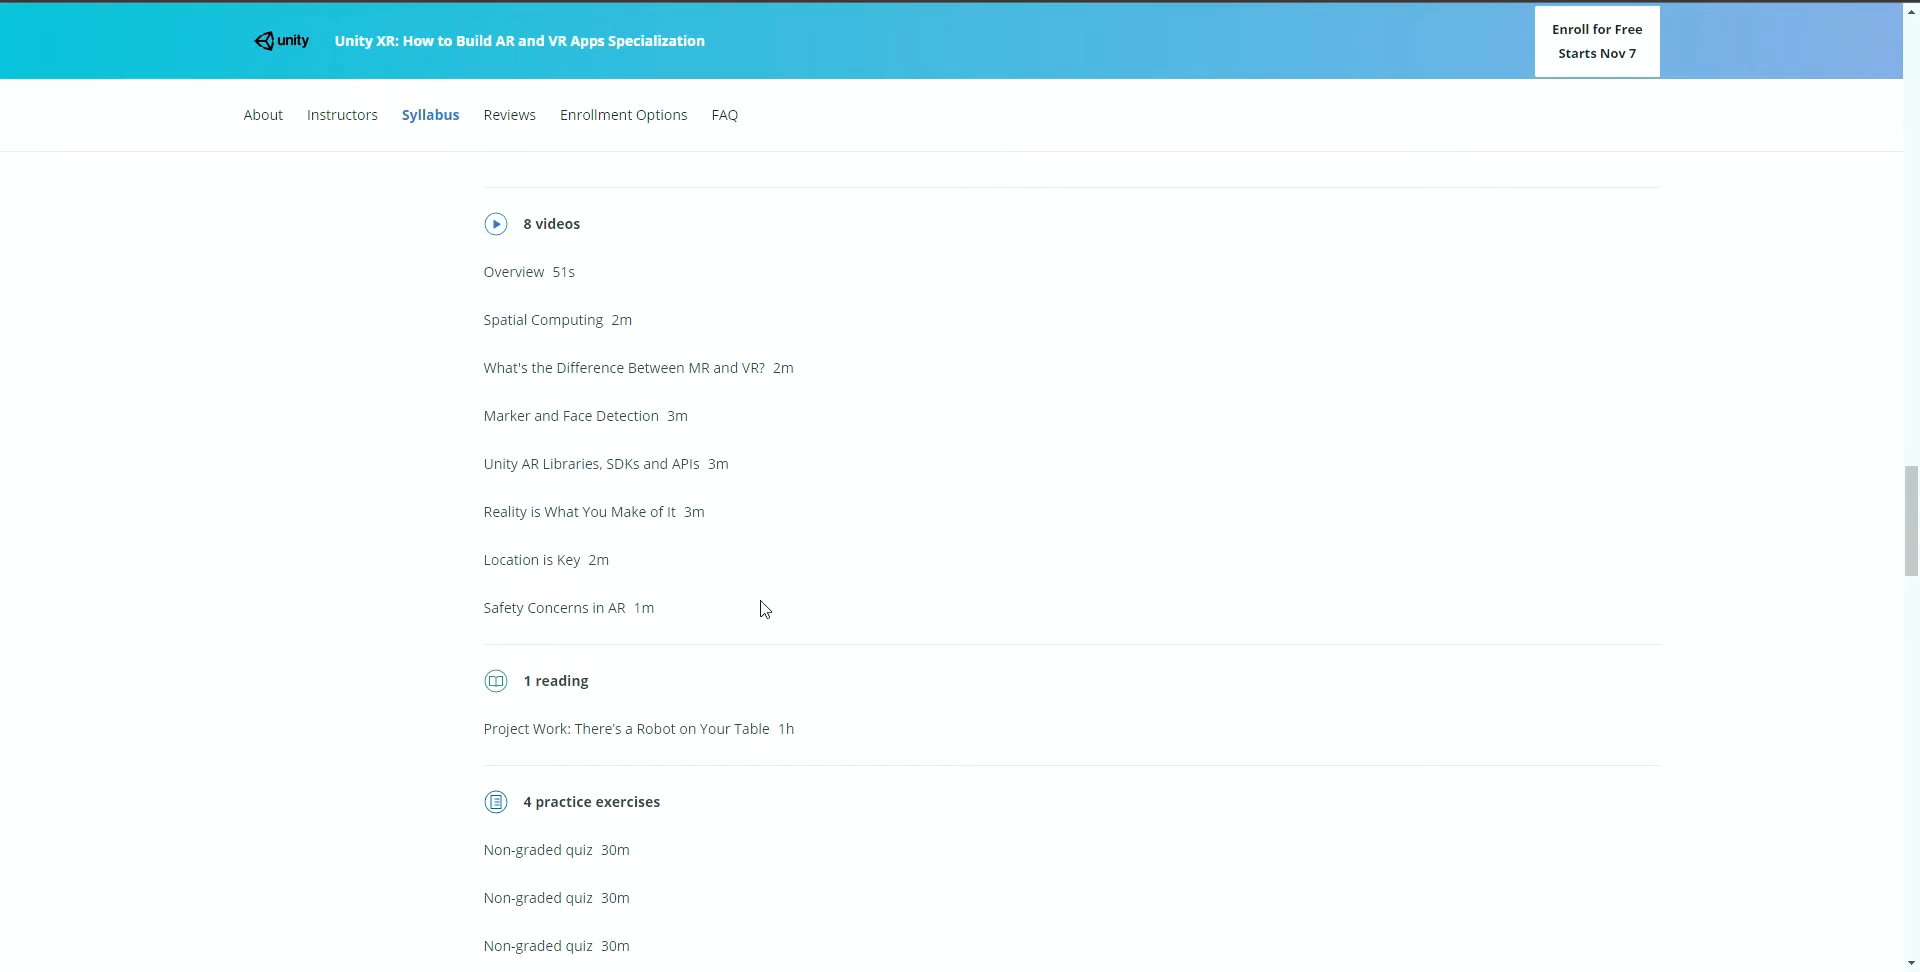 unity
Unity XR: How to Build AR and VR Apps Specialization
Enroll for Free
Starts Nov 7
About
Instructors
Syllabus
Reviews
Enrollment Options
FAQ
8 videos
Overview 51s
Spatial Computing 2m
What's the Difference Between MR and VR? 2m
Marker and Face Detection 3m
Unity AR Libraries, SDKs and APIs 3m
Reality is What You Make of It 3m
Location is Key 2m
Safety Concerns in AR 1m
1 reading
Project Work: There's a Robot on Your Table 1h
4 practice exercises
Non-graded quiz 30m
Non-graded quiz 30m
Non-graded quiz 30m